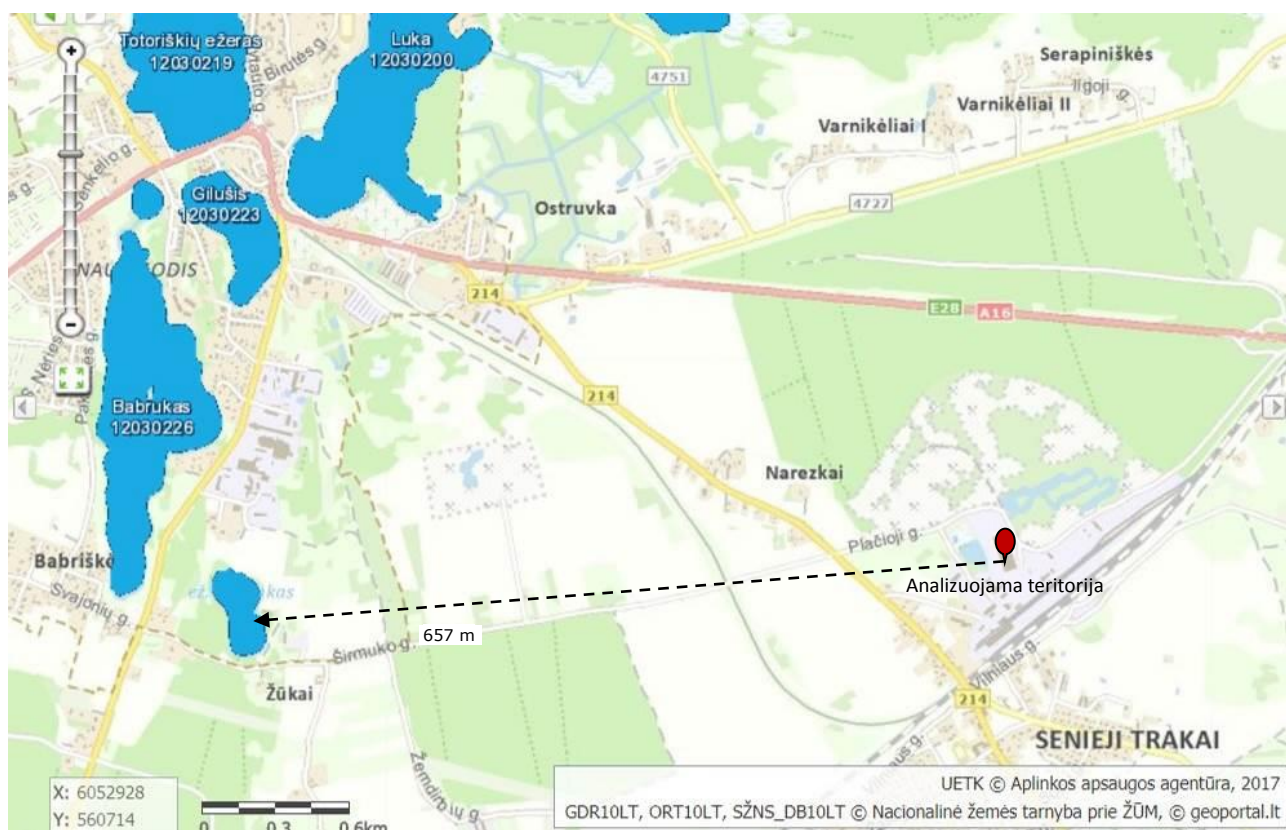 Totoriškių ežeras
12030219
Birutės g.
Luka
12030200
4751
Serapiniškės
Ilgoji g.
Varnikėliai II
Varnikėliai I
Gilušis
12030223
4727
Ostruvka
214
E28
A16
Babrukas
12030226
214
Narezkai
Plačioji g.
Analizuojama teritorija
Babriškė
Svajonių g.
657 m
Širmuko g.
Žūkai
Vilniaus g.
214
SENIEJI TRAKAI
Vilniaus g.
X: 6052928
Y: 560714
0 0.3 0.6km
UETK © Aplinkos apsaugos agentūra, 2017
GDR10LT, ORT10LT, SŽNS_DB10LT © Nacionalinė žemės tarnyba prie ŽŪM, © geoportal.lt